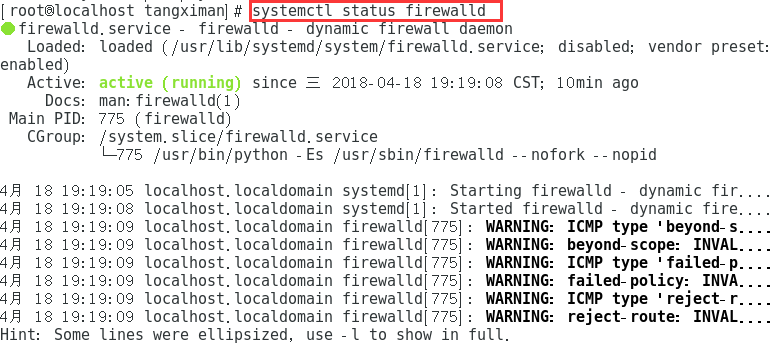 [root@localhost tangximan]# systemctl status firewalld
● firewalld.service - firewalld - dynamic firewall daemon
Loaded: loaded (/usr/lib/systemd/system/firewalld.service; disabled; vendor preset:
enabled)
Active: active (running) since 三 2018-04-18 19:19:08 CST; 10min ago
Docs: man:firewalld(1)
Main PID: 775 (firewalld)
CGroup: /system.slice/firewalld.service
└─775 /usr/bin/python -Es /usr/sbin/firewalld --nofork --nopid
4月 18 19:19:05 localhost.localdomain systemd[1]: Starting firewalld - dynamic fir....
4月 18 19:19:08 localhost.localdomain systemd[1]: Started firewalld - dynamic fire....
4月 18 19:19:09 localhost.localdomain firewalld[775]: WARNING: ICMP type 'beyond-s....
4月 18 19:19:09 localhost.localdomain firewalld[775]: WARNING: beyond-scope: INVAL....
4月 18 19:19:09 localhost.localdomain firewalld[775]: WARNING: ICMP type 'failed-p....
4月 18 19:19:09 localhost.localdomain firewalld[775]: WARNING: failed-policy: INVA....
4月 18 19:19:09 localhost.localdomain firewalld[775]: WARNING: ICMP type 'reject-r....
4月 18 19:19:09 localhost.localdomain firewalld[775]: WARNING: reject-route: INVAL....
Hint: Some lines were ellipsized, use -l to show in full.